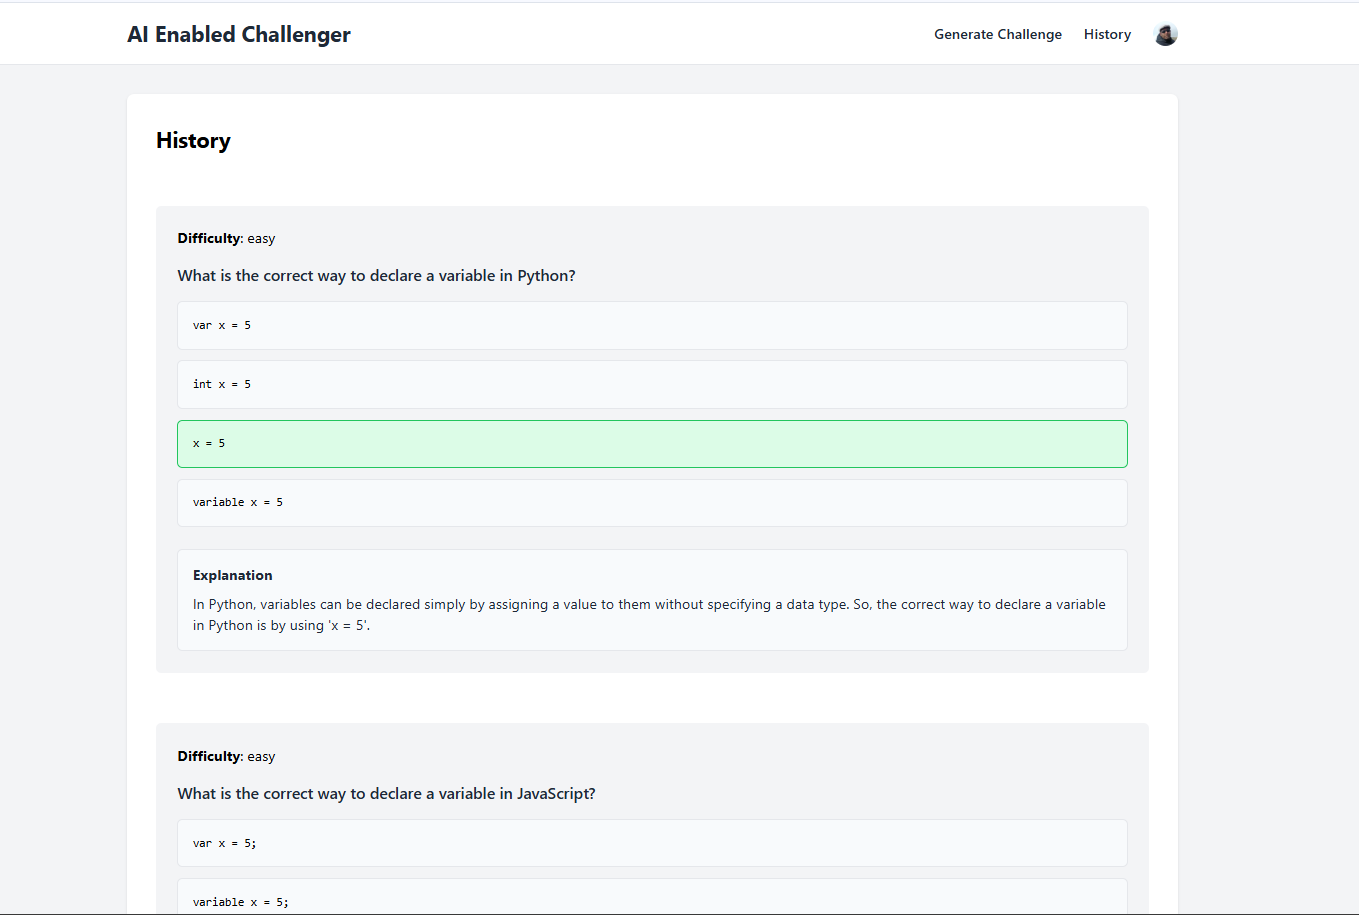 AI Enabled Challenger
Generate Challenge
History
History
Difficulty: easy
What is the correct way to declare a variable in Python?
var x = 5
int x = 5
x = 5
variable x = 5
Explanation
In Python, variables can be declared simply by assigning a value to them without specifying a data type. So, the correct way to declare a variable
in Python is by using 'x = 5'.
Difficulty: easy
What is the correct way to declare a variable in JavaScript?
var x = 5;
variable x = 5;